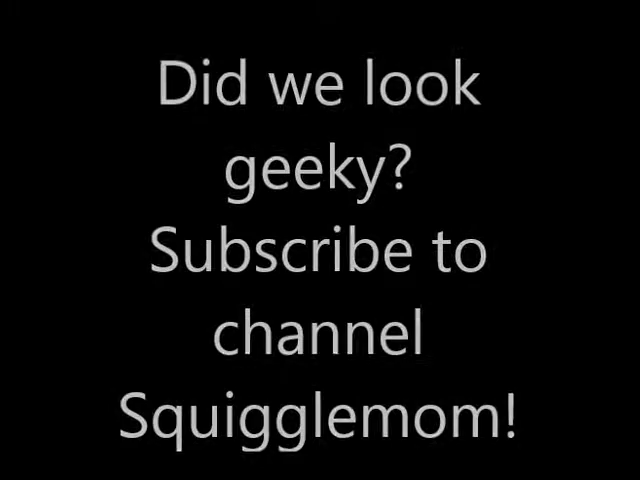 Did we look
geeky?
Subscribe to
channel
Squigglemom!